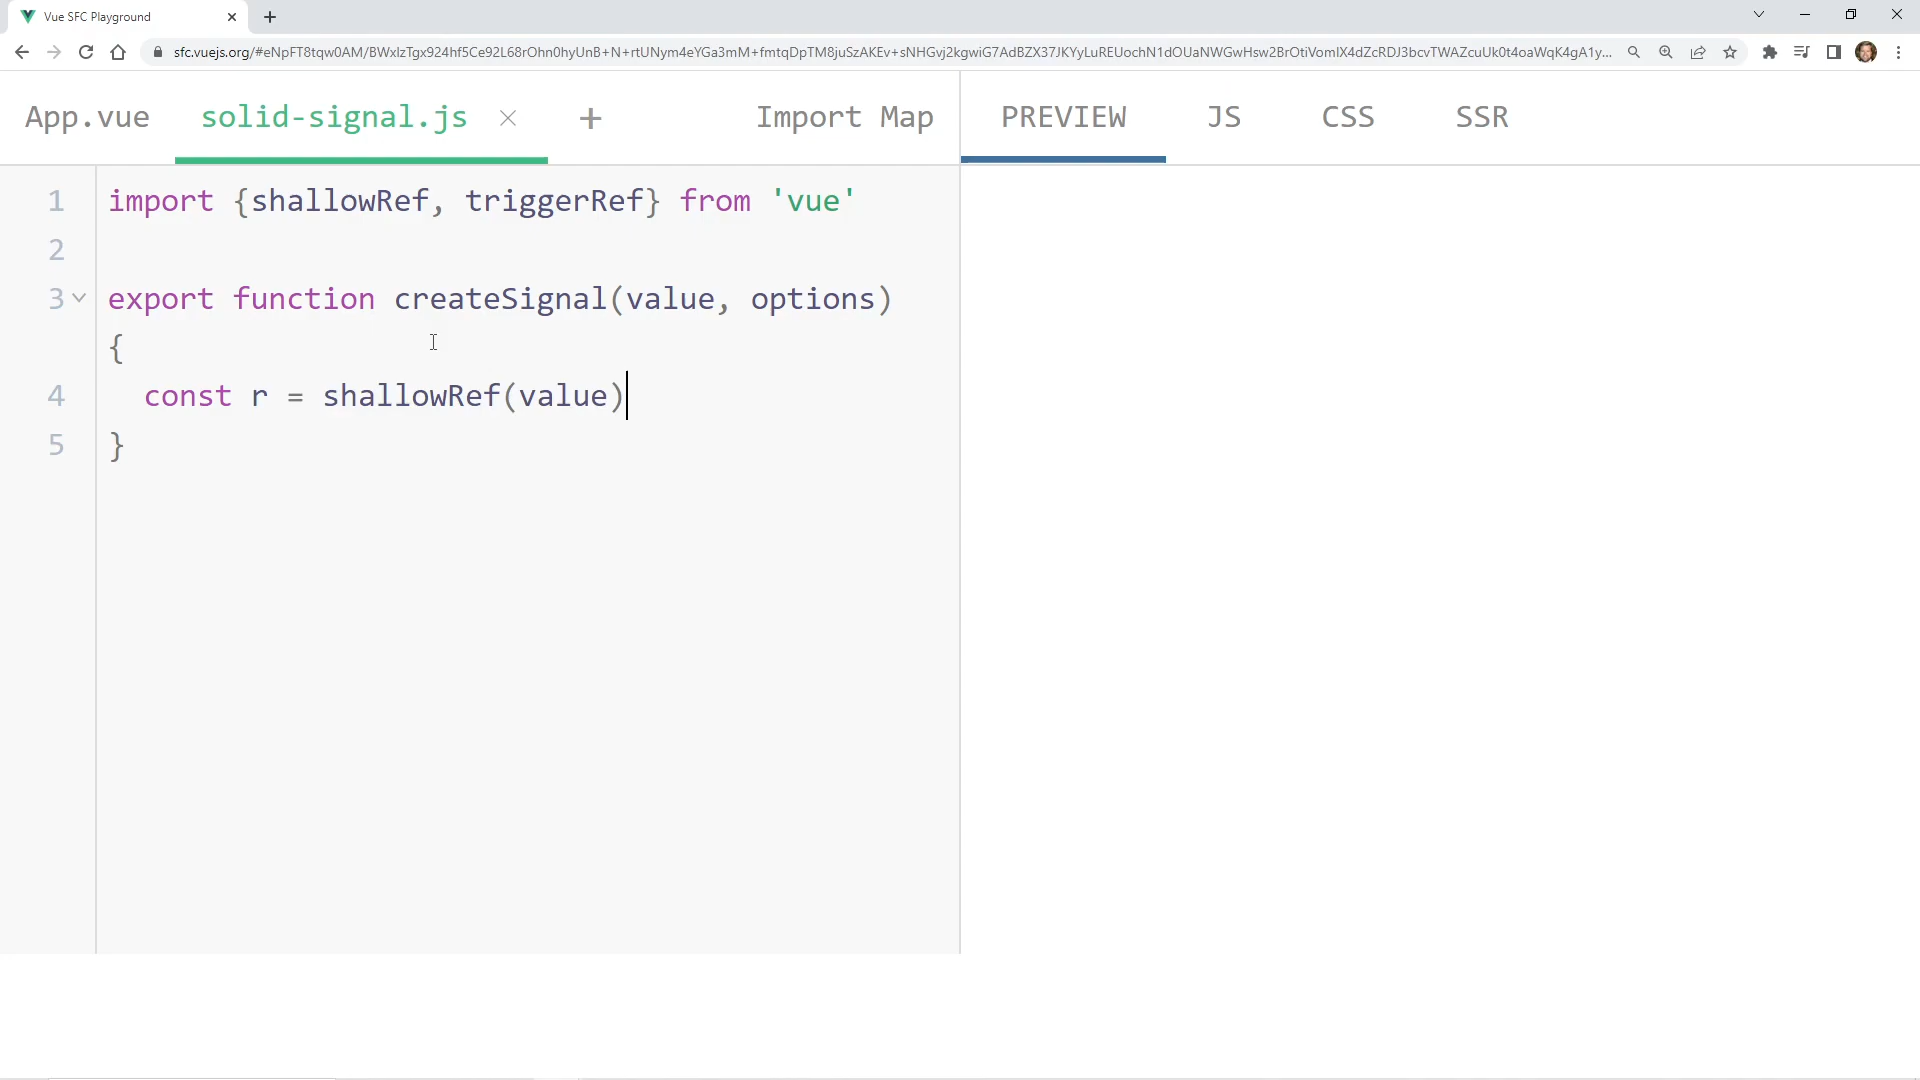 Vue SFC Playground
sfc.vuejs.org/#eNpFT8tqw0AM/BWxlzTgx924hf5Ce92L68rOhn0hyUnB+N+rtUNym4eYGa3mM+fmtqDpTM8juSzAKEv+sNHGvj2kgwiG7AdBZX37JKYyLuREUochN1dOUaNWGwHsw2BrOtiVomIX4dZcRDJ3bcvTWAZcuUk0t4oaWqK4gA1y...
App.vue solid-signal.js × + Import Map PREVIEW JS CSS SSR
1 import {shallowRef, triggerRef} from 'vue'
2
3 export function createSignal(value, options)
{
4 const r = shallowRef(value)
5 }